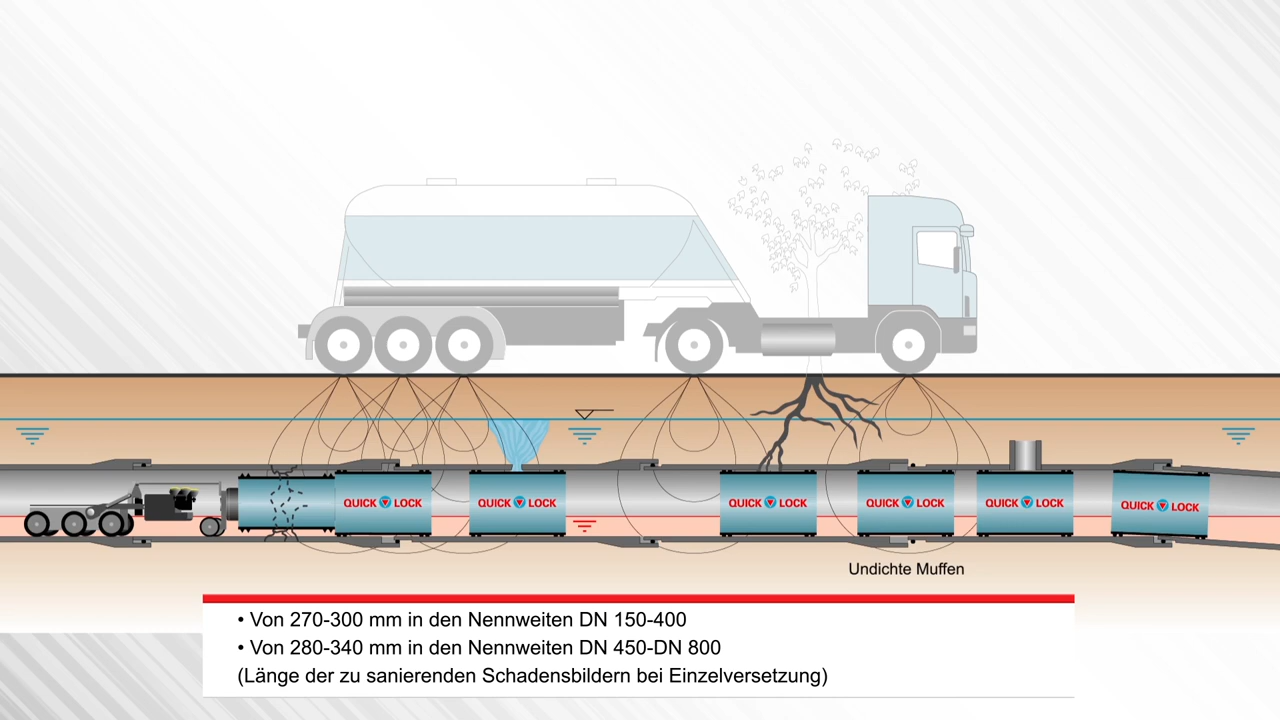 QUICK LOCK
QUICK LOCK
QUICK LOCK
QUICK LOCK
QUICK LOCK
QUICK LOCK
Undichte Muffen
• Von 270-300 mm in den Nennweiten DN 150-400
• Von 280-340 mm in den Nennweiten DN 450-DN 800
(Länge der zu sanierenden Schadensbildern bei Einzelversetzung)